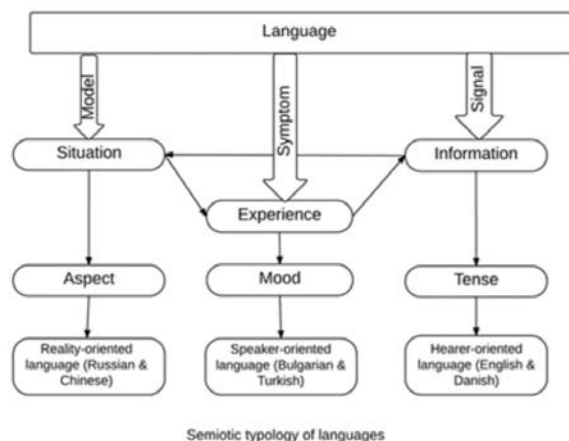 Language
Model
Symptom
Signal
Situation
Information
Experience
Aspect
Mood
Tense
Reality-oriented
language (Russian &
Chinese)
Speaker-oriented
language (Bulgarian &
Turkish)
Hearer-oriented
language (English &
Danish)
Semiotic typology of languages